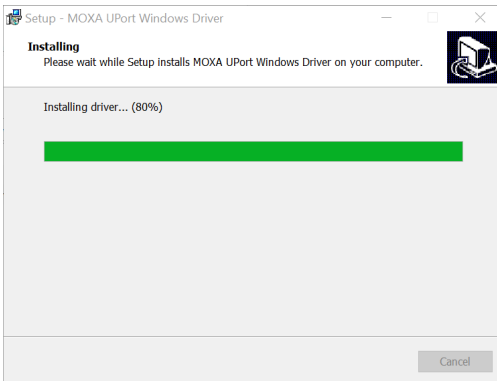 Setup - MOXA UPort Windows Driver
Installing
Please wait while Setup installs MOXA UPort Windows Driver on your computer.
Installing driver... (80%)
Cancel